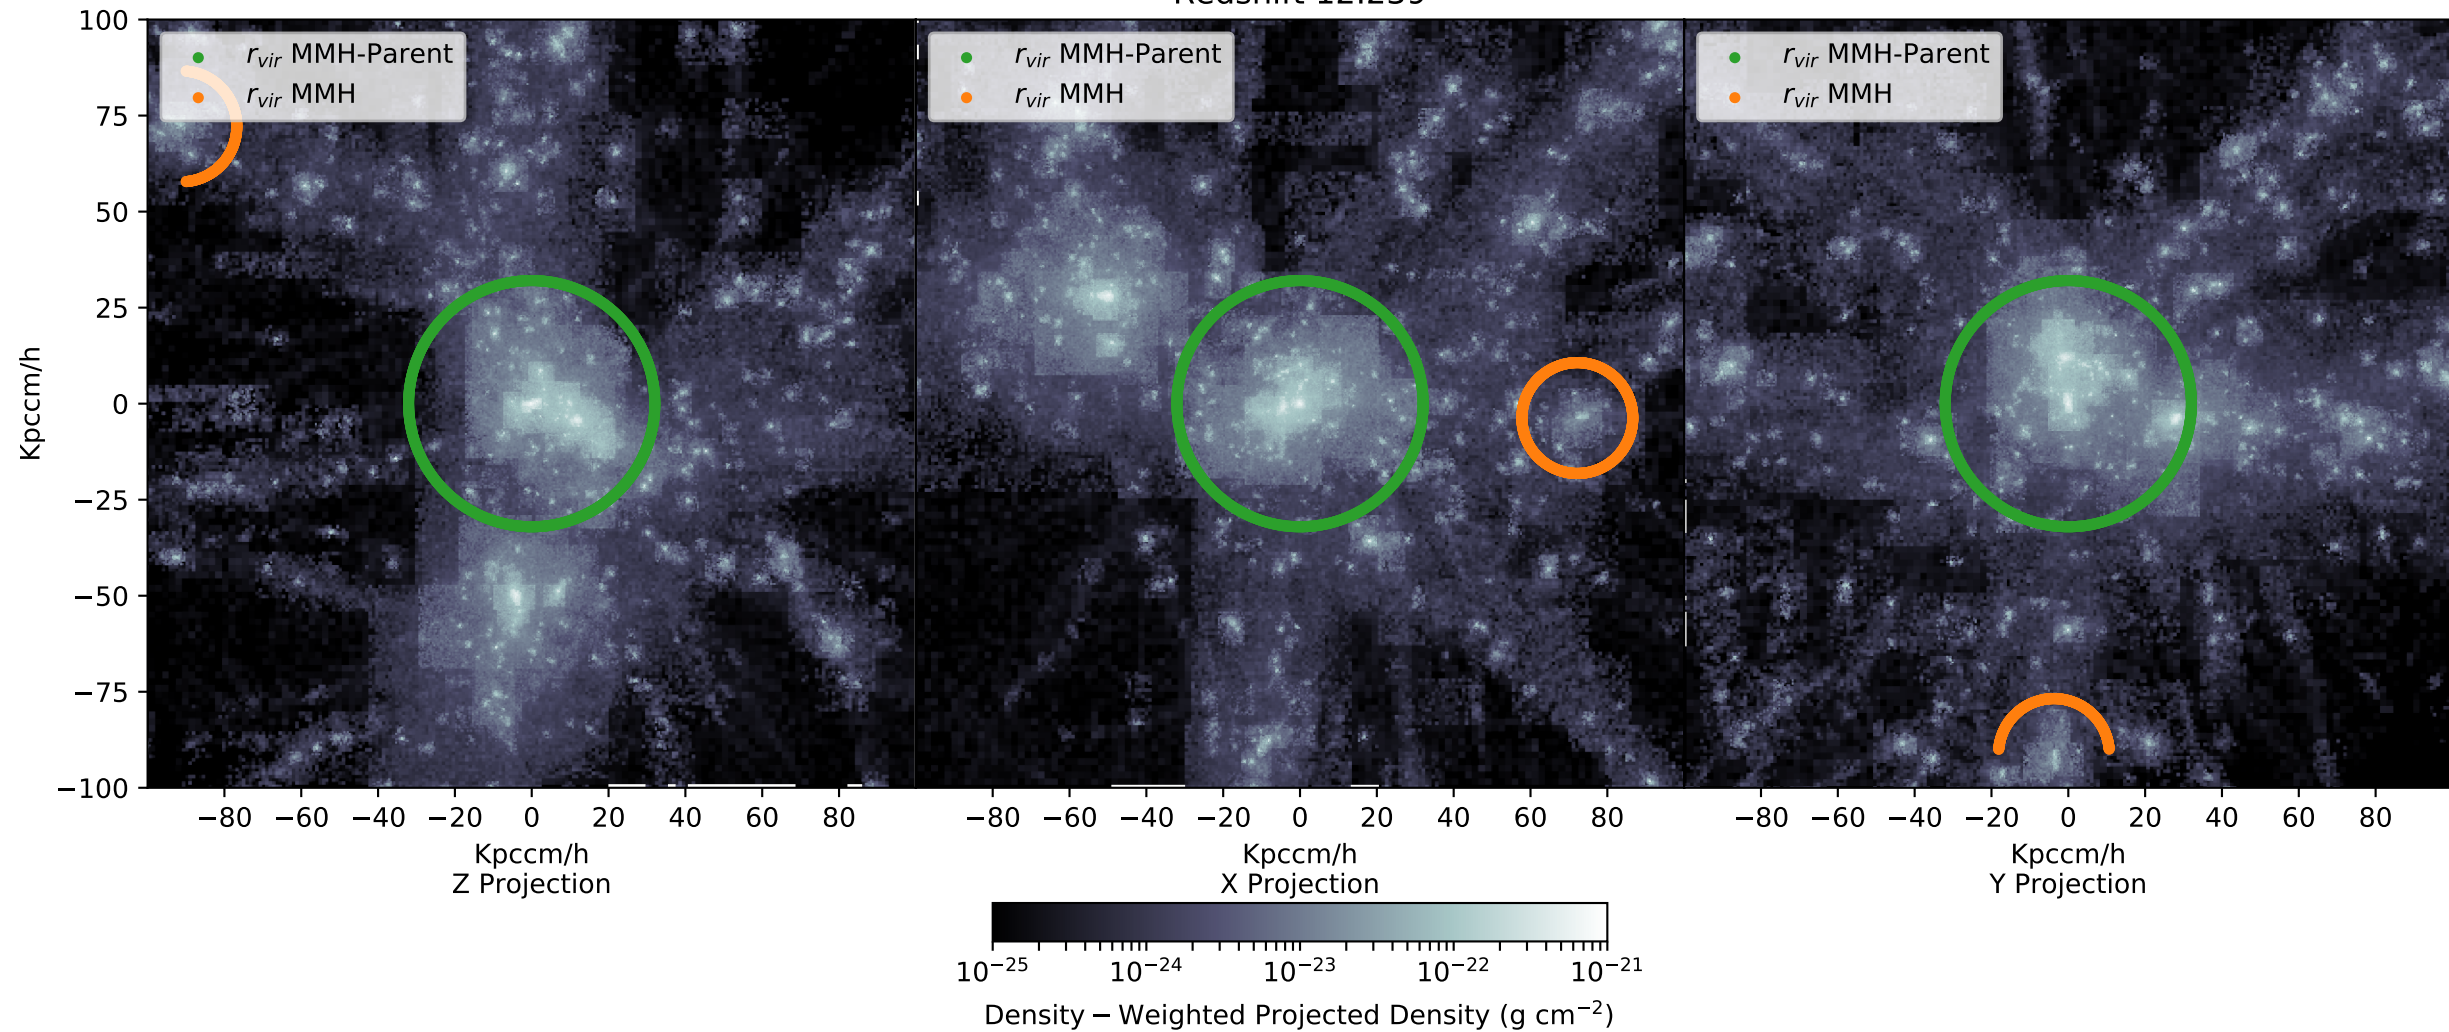 100
75
50
25
0
−25
−50
−75
−100
Kpccm/h
r_vir MMH-Parent
r_vir MMH
r_vir MMH-Parent
r_vir MMH
r_vir MMH-Parent
r_vir MMH
−80 −60 −40 −20 0 20 40 60 80
−80 −60 −40 −20 0 20 40 60 80
−80 −60 −40 −20 0 20 40 60 80
Kpccm/h
Z Projection
Kpccm/h
X Projection
Kpccm/h
Y Projection
10⁻²⁵ 10⁻²⁴ 10⁻²³ 10⁻²² 10⁻²¹
Density − Weighted Projected Density (g cm⁻²)